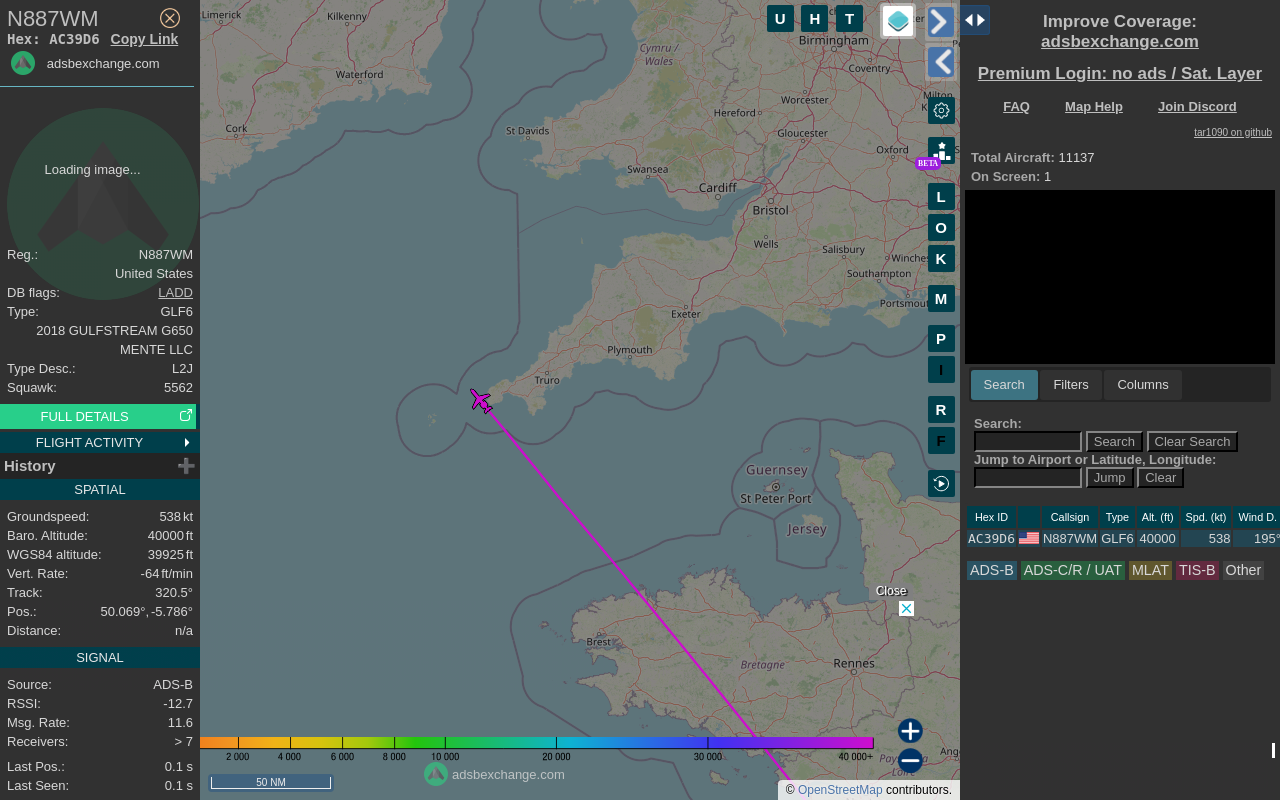 N887WM
Hex: AC39D6 Copy Link
adsbexchange.com
Loading image...
Reg.: N887WM
United States
DB flags: LADD
Type: GLF6
2018 GULFSTREAM G650
MENTE LLC
Type Desc.: L2J
Squawk: 5562
FULL DETAILS
FLIGHT ACTIVITY
History
SPATIAL
Groundspeed: 538 kt
Baro. Altitude: 40000 ft
WGS84 altitude: 39925 ft
Vert. Rate: -64 ft/min
Track: 320.5°
Pos.: 50.069°, -5.786°
Distance: n/a
SIGNAL
Source: ADS-B
RSSI: -12.7
Msg. Rate: 11.6
Receivers: > 7
Last Pos.: 0.1 s
Last Seen: 0.1 s
Limerick
Kilkenny
Waterford
Cork
U H T
Birmingham
Cymru /
Wales
Coventry
Worcester
Hereford
Milton
St Davids
Gloucester
Oxford
BETA
Swansea
Cardiff
Bristol
Wells
Salisbury
Southampton
Exeter
Plymouth
Truro
L
O
K
M
P
I
R
F
Guernsey
St Peter Port
Jersey
Close
Brest
Bretagne
Rennes
2 000 4 000 6 000 8 000 10 000 20 000 30 000 40 000+
adsbexchange.com
50 NM
© OpenStreetMap contributors.
Improve Coverage:
adsbexchange.com
Premium Login: no ads / Sat. Layer
FAQ Map Help Join Discord
tar1090 on github
Total Aircraft: 11137
On Screen: 1
Search Filters Columns
Search:
Search Clear Search
Jump to Airport or Latitude, Longitude:
Jump Clear
Hex ID Callsign Type Alt. (ft) Spd. (kt) Wind D.
AC39D6 N887WM GLF6 40000 538 195°
ADS-B ADS-C/R / UAT MLAT TIS-B Other